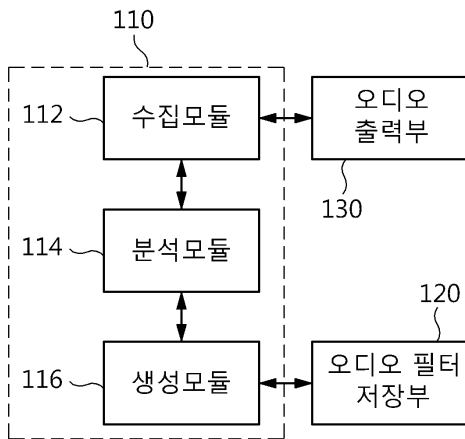 110
112
수집모듈
오디오
출력부
130
114
분석모듈
120
116
생성모듈
오디오 필터
저장부